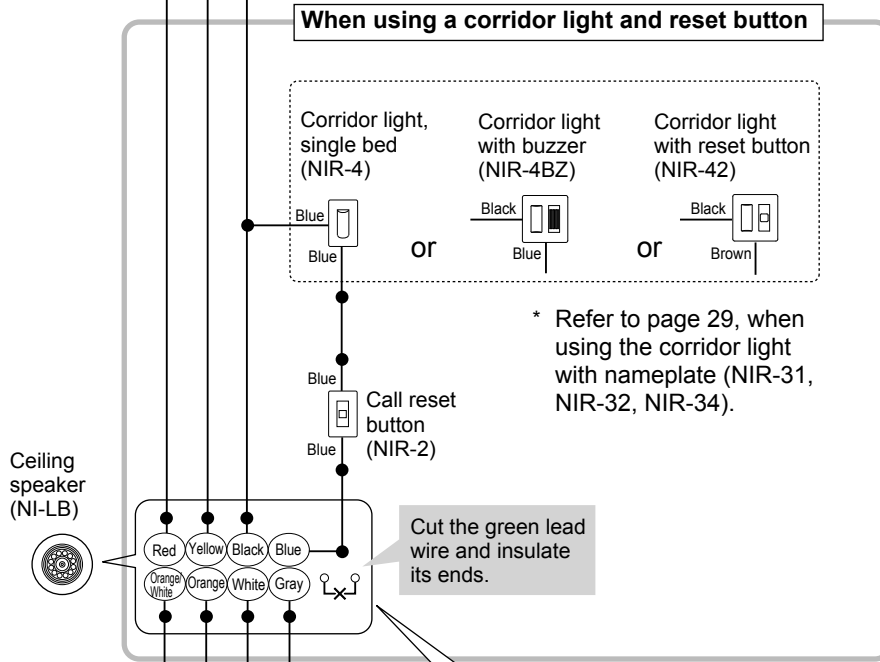 When using a corridor light and reset button
Corridor light,
single bed
(NIR-4)
Corridor light
with buzzer
(NIR-4BZ)
Corridor light
with reset button
(NIR-42)
Blue
Blue
or
Black
Blue
or
Black
Brown
* Refer to page 29, when
using the corridor light
with nameplate (NIR-31,
NIR-32, NIR-34).
Blue
Call reset
button
(NIR-2)
Blue
Ceiling
speaker
(NI-LB)
Red
Yellow
Black
Blue
Orange/
White
Orange
White
Gray
Cut the green lead
wire and insulate
its ends.